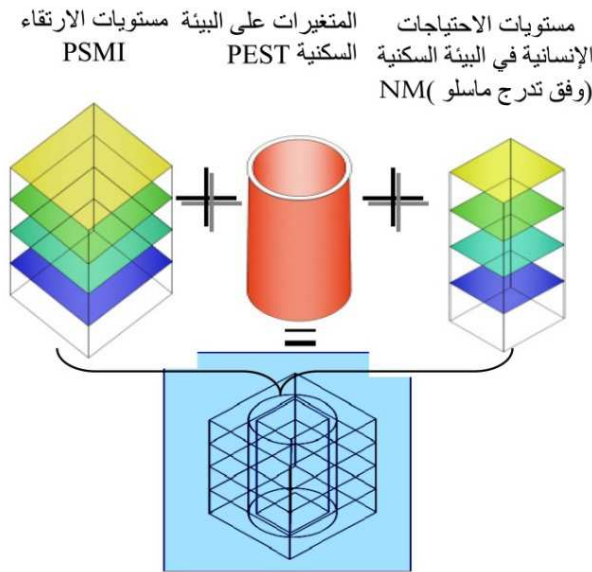 مستويات الاحتياجات
الإنسانية في البيئة السكنية
(وفق تدرج ماسلو )NM
المتغيرات على البيئة
السكنية PEST
مستويات الارتقاء
PSMI